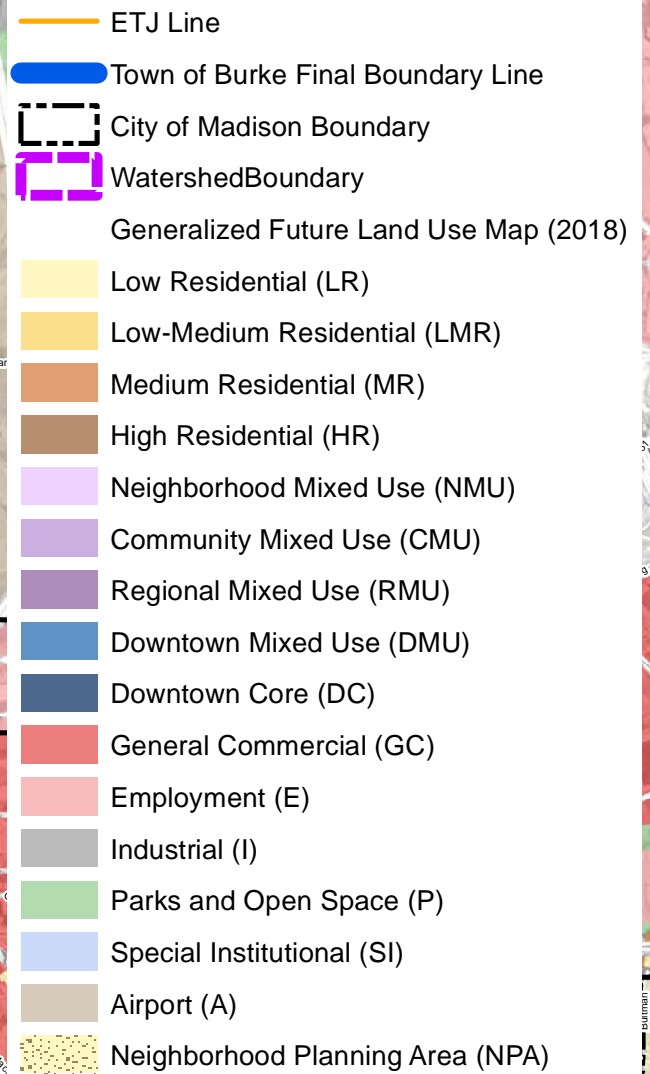 ETJ Line
Town of Burke Final Boundary Line
City of Madison Boundary
WatershedBoundary
Generalized Future Land Use Map (2018)
Low Residential (LR)
Low-Medium Residential (LMR)
Medium Residential (MR)
High Residential (HR)
Neighborhood Mixed Use (NMU)
Community Mixed Use (CMU)
Regional Mixed Use (RMU)
Downtown Mixed Use (DMU)
Downtown Core (DC)
General Commercial (GC)
Employment (E)
Industrial (I)
Parks and Open Space (P)
Special Institutional (SI)
Airport (A)
Neighborhood Planning Area (NPA)
Buitman